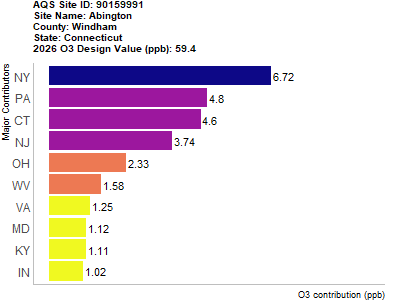 AQS Site ID: 90159991
Site Name: Abington
County: Windham
State: Connecticut
2026 O3 Design Value (ppb): 59.4
Major Contributors
NY 6.72
PA 4.8
CT 4.6
NJ 3.74
OH 2.33
WV 1.58
VA 1.25
MD 1.12
KY 1.11
IN 1.02
O3 contribution (ppb)